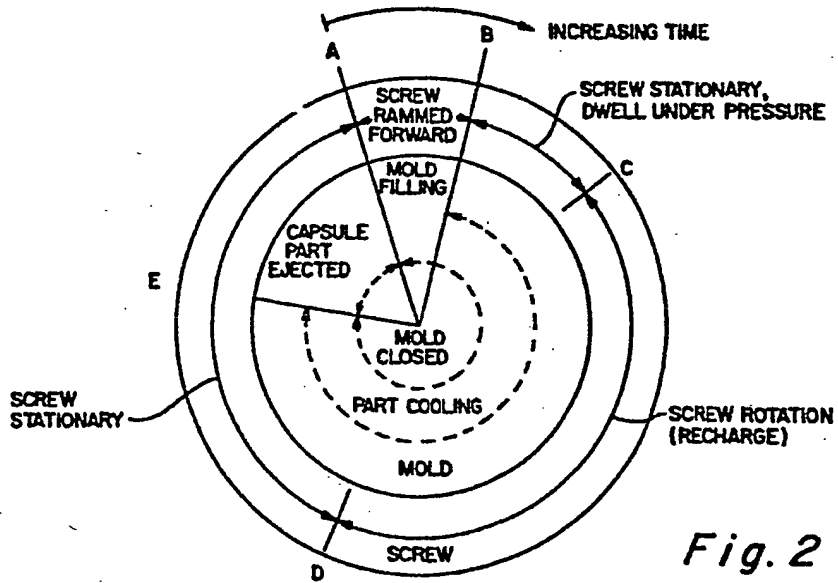 INCREASING TIME
A
B
SCREW
RAMMED
FORWARD
SCREW STATIONARY,
DWELL UNDER PRESSURE
MOLD
FILLING
C
CAPSULE
PART
EJECTED
E
MOLD
CLOSED
PART COOLING
SCREW
STATIONARY
SCREW ROTATION
(RECHARGE)
MOLD
SCREW
D
Fig. 2